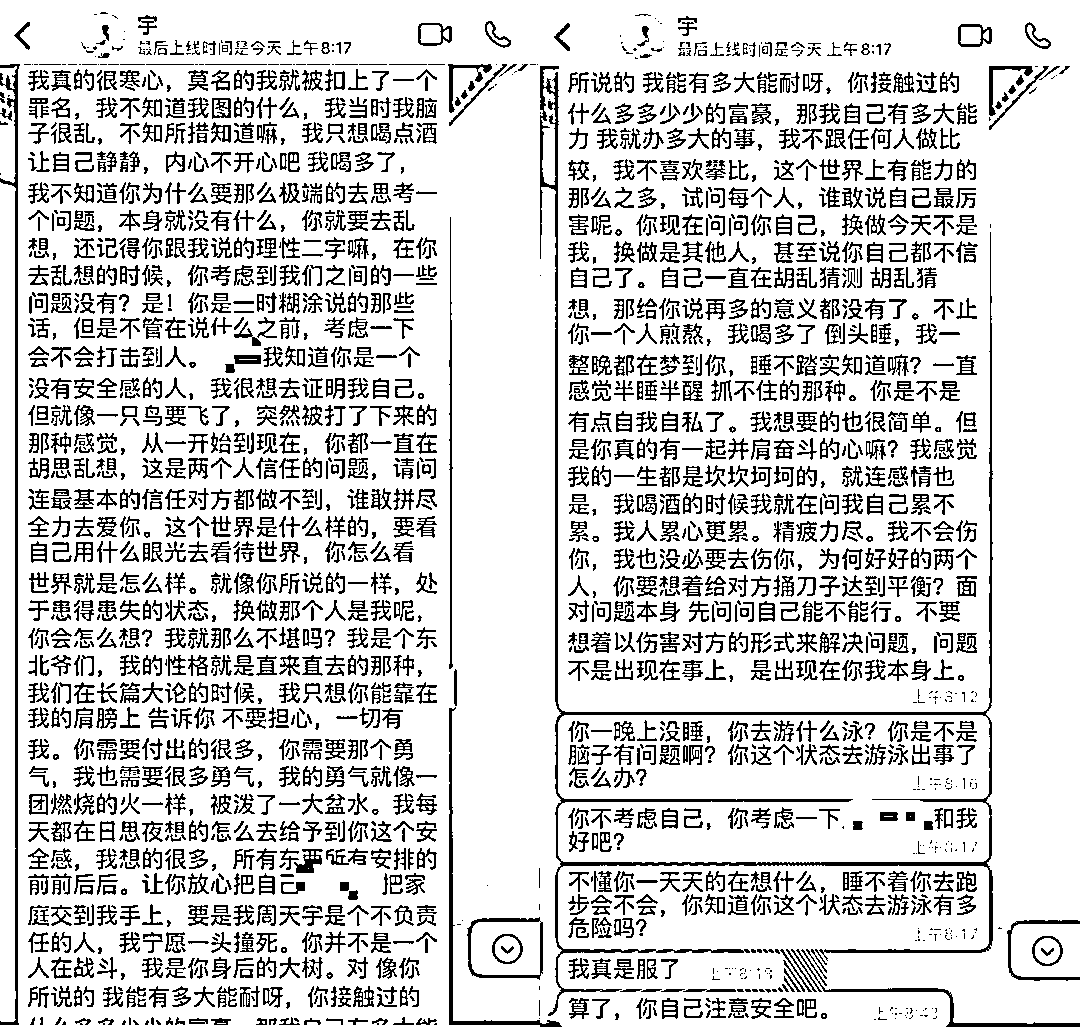 宇
最后上线时间是今天 上午8:17
我真的很寒心，莫名的我就被扣上了一个
罪名，我不知道我图的什么，我当时我脑
子很乱，不知所措知道嘛，我只想喝点酒
让自己静静，内心不开心吧 我喝多了，
我不知道你为什么要那么极端的去思考一
个问题，本身就没有什么，你就要去乱
想，还记得你跟我说的理性二字嘛，在你
去乱想的时候，你考虑到我们之间的一些
问题没有？是！你是一时糊涂说的那些
话，但是不管在说什么之前，考虑一下
会不会打击到人。 我知道你是一个
没有安全感的人，我很想去证明我自己。
但就像一只鸟要飞了，突然被打了下来的
那种感觉，从一开始到现在，你都一直在
胡思乱想，这是两个人信任的问题，请问
连最基本的信任对方都做不到，谁敢拼尽
全力去爱你。这个世界是什么样的，要看
自己用什么眼光去看待世界，你怎么看
世界就是怎么样。就像你所说的一样，处
于患得患失的状态，换做那个人是我呢，
你会怎么想？我就那么不堪吗？我是个东
北爷们，我的性格就是直来直去的那种，
我们在长篇大论的时候，我只想你能靠在
我的肩膀上 告诉你 不要担心，一切有
我。你需要付出的很多，你需要那个勇
气，我也需要很多勇气，我的勇气就像一
团燃烧的火一样，被泼了一大盆水。我每
天都在日思夜想的怎么去给予到你这个安
全感，我想的很多，所有东西所有安排的
前前后后。让你放心把自己 把家
庭交到我手上，要是我周天宇是个不负责
任的人，我宁愿一头撞死。你并不是一个
人在战斗，我是你身后的大树。对 像你
所说的 我能有多大能耐呀，你接触过的
什么多多少少的富豪，那我自己有多大能
宇
最后上线时间是今天 上午8:17
所说的 我能有多大能耐呀，你接触过的
什么多多少少的富豪，那我自己有多大能
力 我就办多大的事，我不跟任何人做比
较，我不喜欢攀比，这个世界上有能力的
那么之多，试问每个人，谁敢说自己最厉
害呢。你现在问问你自己，换做今天不是
我，换做是其他人，甚至说你自己都不信
自己了。自己一直在胡乱猜测 胡乱猜
想，那给你说再多的意义都没有了。不止
你一个人煎熬，我喝多了 倒头睡，我一
整晚都在梦到你，睡不踏实知道嘛？一直
感觉半睡半醒 抓不住的那种。你是不是
有点自我自私了。我想要的也很简单。但
是你真的有一起并肩奋斗的心嘛？我感觉
我的一生都是坎坎坷坷的，就连感情也
是，我喝酒的时候我就在问我自己累不
累。我人累心更累。精疲力尽。我不会伤
你，我也没必要去伤你，为何好好的两个
人，你要想着给对方捅刀子达到平衡？面
对问题本身 先问问自己能不能行。不要
想着以伤害对方的形式来解决问题，问题
不是出现在事上，是出现在你我本身上。
上午8:12
你一晚上没睡，你去游什么泳？你是不是
脑子有问题啊？你这个状态去游泳出事了
怎么办？
上午8:16
你不考虑自己，你考虑一下 和我
好吧？
上午8:17
不懂你一天天的在想什么，睡不着你去跑
步会不会，你知道你这个状态去游泳有多
危险吗？
上午8:17
我真是服了
算了，你自己注意安全吧。
上午8:43